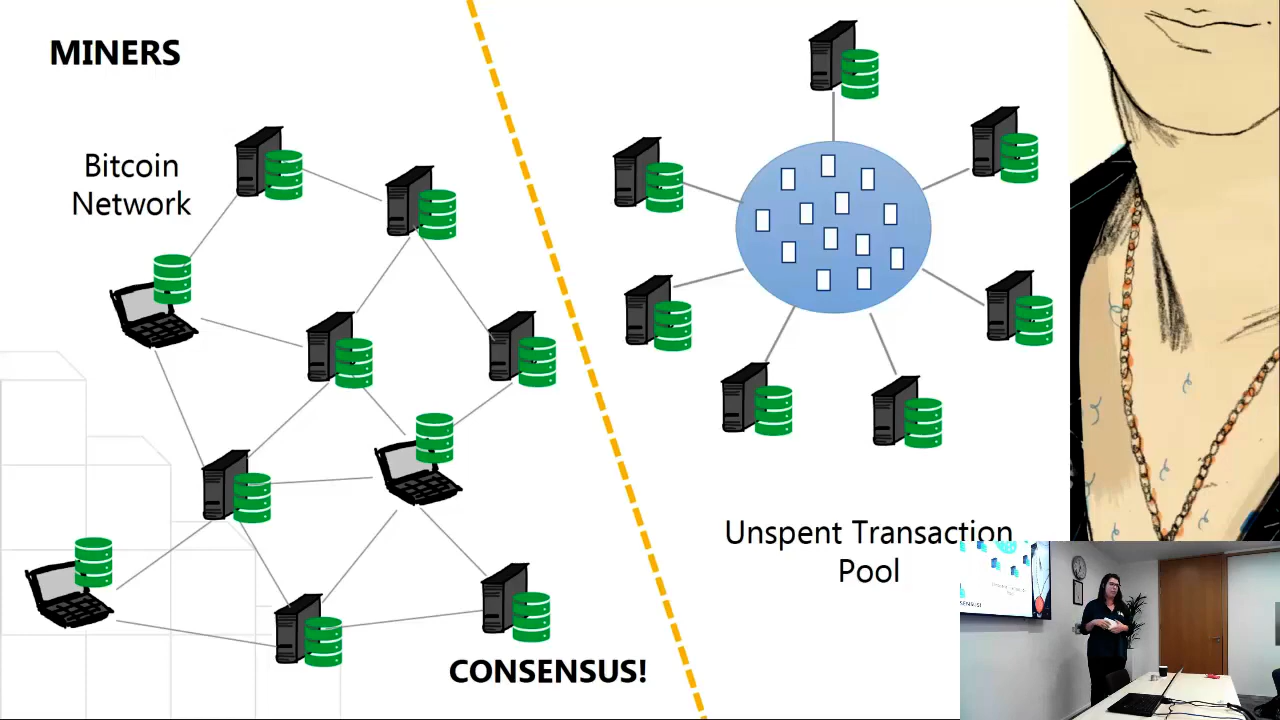 MINERS
Bitcoin
Network
CONSENSUS!
Unspent Transaction
Pool